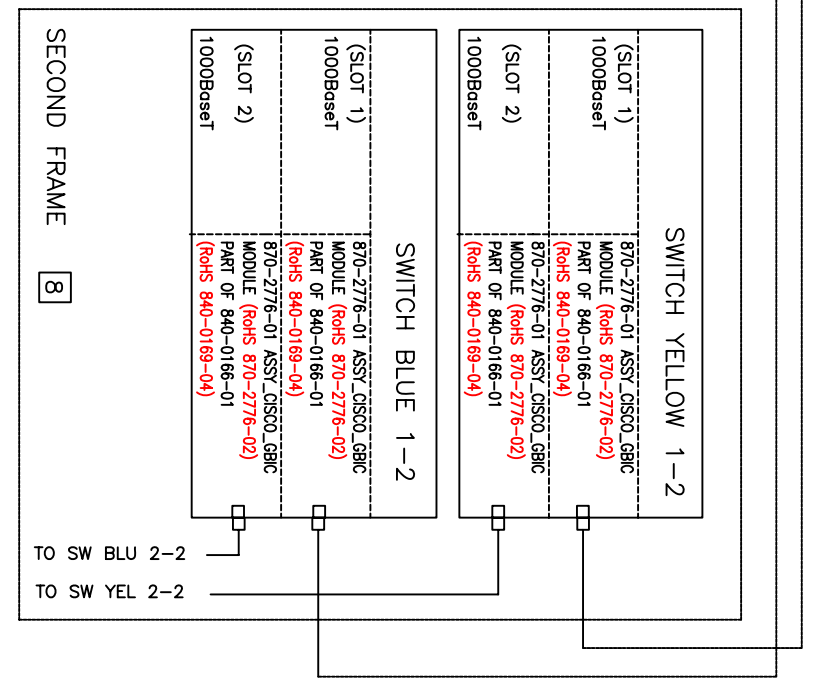 SECOND FRAME
8
SWITCH BLUE 1-2
(SLOT 1)
1000BaseT
870-2776-01 ASSY_CISCO_GBIC
MODULE (RoHS 870-2776-02)
PART OF 840-0166-01
(RoHS 840-0169-04)
(SLOT 2)
1000BaseT
870-2776-01 ASSY_CISCO_GBIC
MODULE (RoHS 870-2776-02)
PART OF 840-0166-01
(RoHS 840-0169-04)
SWITCH YELLOW 1-2
(SLOT 1)
1000BaseT
870-2776-01 ASSY_CISCO_GBIC
MODULE (RoHS 870-2776-02)
PART OF 840-0166-01
(RoHS 840-0169-04)
(SLOT 2)
1000BaseT
870-2776-01 ASSY_CISCO_GBIC
MODULE (RoHS 870-2776-02)
PART OF 840-0166-01
(RoHS 840-0169-04)
TO SW BLU 2-2
TO SW YEL 2-2